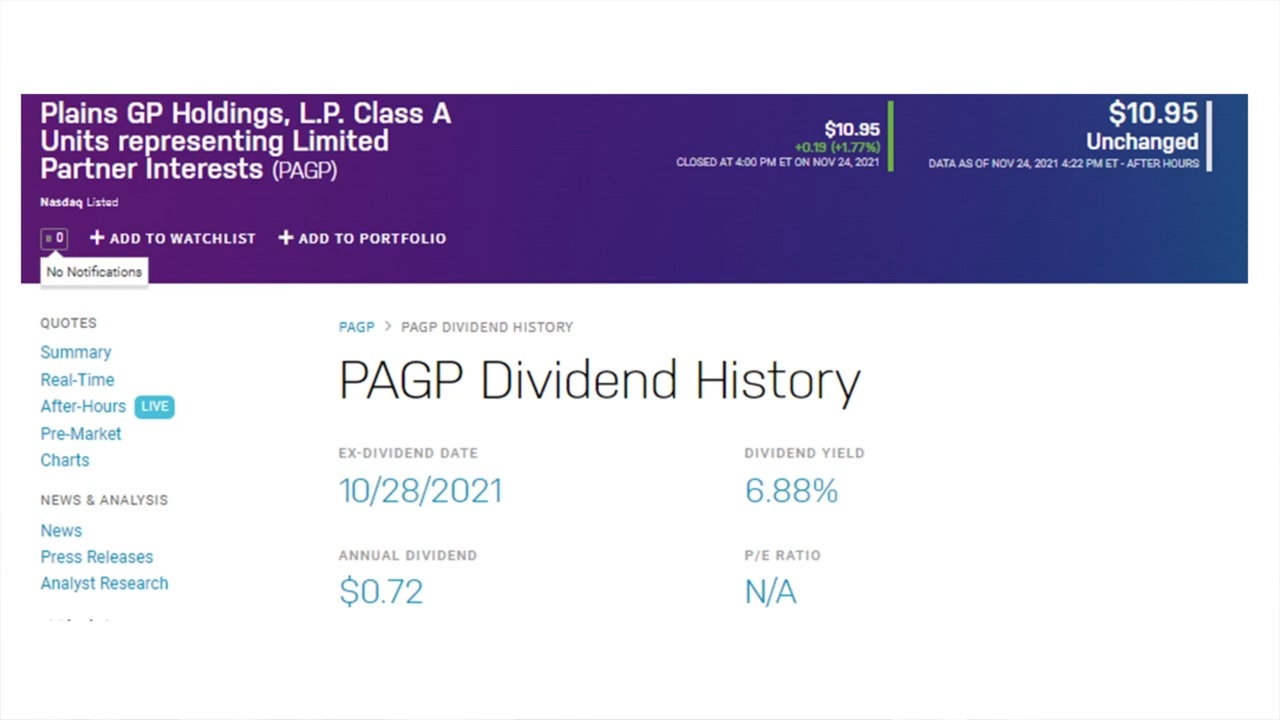 Plains GP Holdings, L.P. Class A
Units representing Limited
Partner Interests (PAGP)
Nasdaq Listed
0
+ ADD TO WATCHLIST
+ ADD TO PORTFOLIO
No Notifications
$10.95
+0.19 (+1.77%)
CLOSED AT 4:00 PM ET ON NOV 24, 2021
$10.95
Unchanged
DATA AS OF NOV 24, 2021 4:22 PM ET - AFTER HOURS
QUOTES
Summary
Real-Time
After-Hours LIVE
Pre-Market
Charts
NEWS & ANALYSIS
News
Press Releases
Analyst Research
PAGP > PAGP DIVIDEND HISTORY
PAGP Dividend History
EX-DIVIDEND DATE
10/28/2021
DIVIDEND YIELD
6.88%
ANNUAL DIVIDEND
$0.72
P/E RATIO
N/A